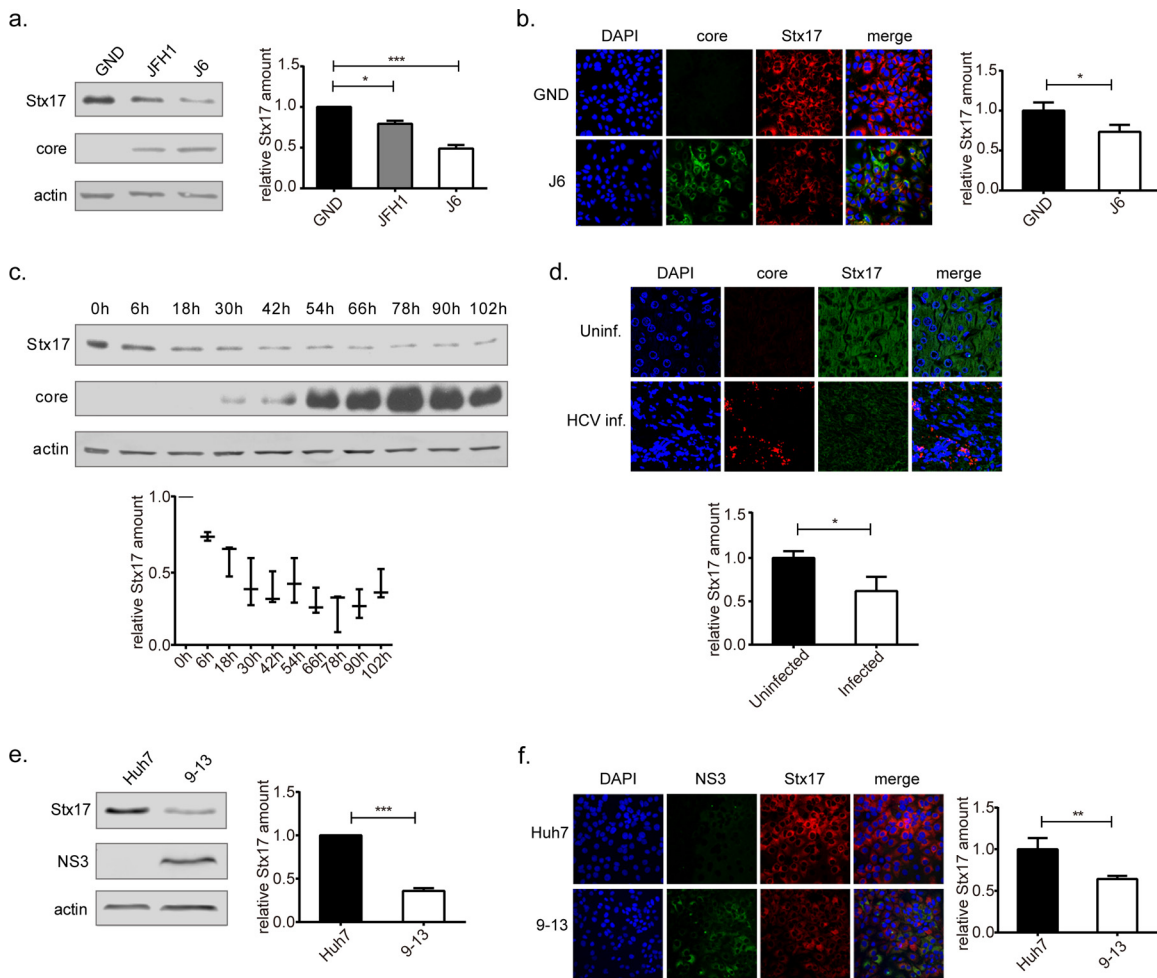 a.
GND JFH1 J6
Stx17
core
actin
relative Stx17 amount
1.5
1.0
0.5
0.0
***
*
GND JFH1 J6
b.
DAPI core Stx17 merge
GND
J6
relative Stx17 amount
1.5
1.0
0.5
0.0
*
GND J6
c.
0h 6h 18h 30h 42h 54h 66h 78h 90h 102h
Stx17
core
actin
relative Stx17 amount
1.0
0.5
0.0
0h 6h 18h 30h 42h 54h 66h 78h 90h 102h
d.
DAPI core Stx17 merge
Uninf.
HCV inf.
relative Stx17 amount
1.5
1.0
0.5
0.0
*
Uninfected Infected
e.
Huh7 9-13
Stx17
NS3
actin
relative Stx17 amount
1.5
1.0
0.5
0.0
***
Huh7 9-13
f.
DAPI NS3 Stx17 merge
Huh7
9-13
relative Stx17 amount
1.5
1.0
0.5
0.0
**
Huh7 9-13